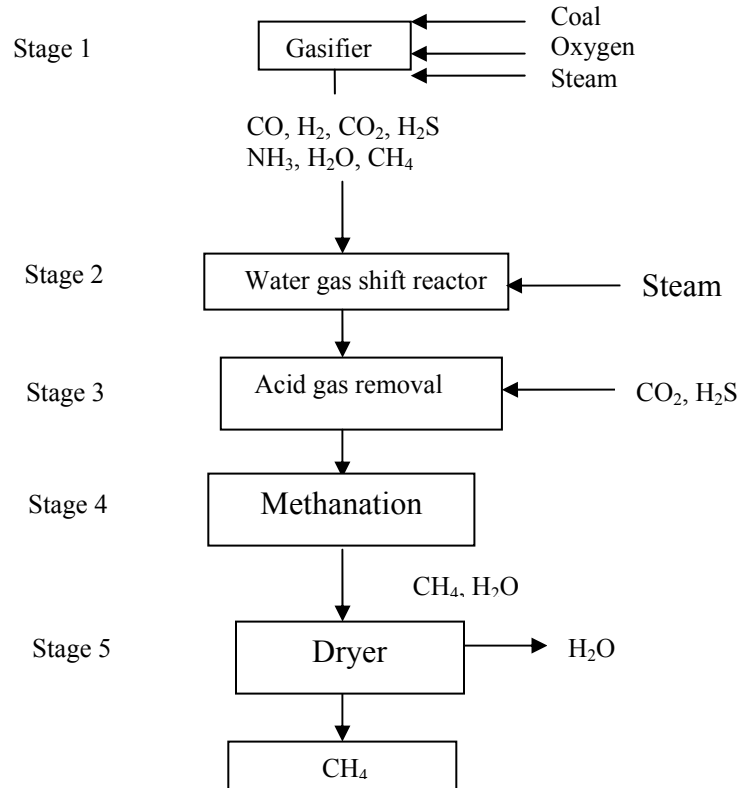 Coal
Stage 1
Gasifier
Oxygen
Steam
CO, H₂, CO₂, H₂S
NH₃, H₂O, CH₄
Stage 2
Water gas shift reactor
Steam
Stage 3
Acid gas removal
CO₂, H₂S
Stage 4
Methanation
CH₄, H₂O
Stage 5
Dryer
H₂O
CH₄